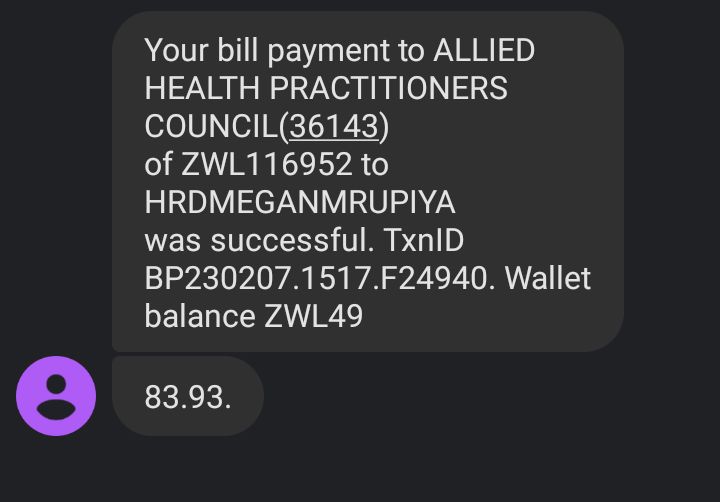 Your bill payment to ALLIED
HEALTH PRACTITIONERS
COUNCIL(36143)
of ZWL116952 to
HRDMEGANMRUPIYA
was successful. TxnID
BP230207.1517.F24940. Wallet
balance ZWL49
83.93.